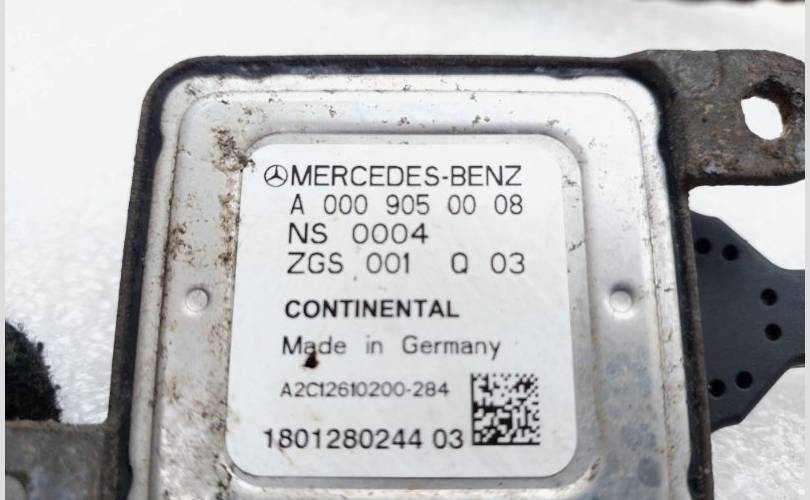 MERCEDES-BENZ
A 000 905 00 08
NS 0004
ZGS 001 Q 03
CONTINENTAL
Made in Germany
A2C12610200-284
1801280244 03